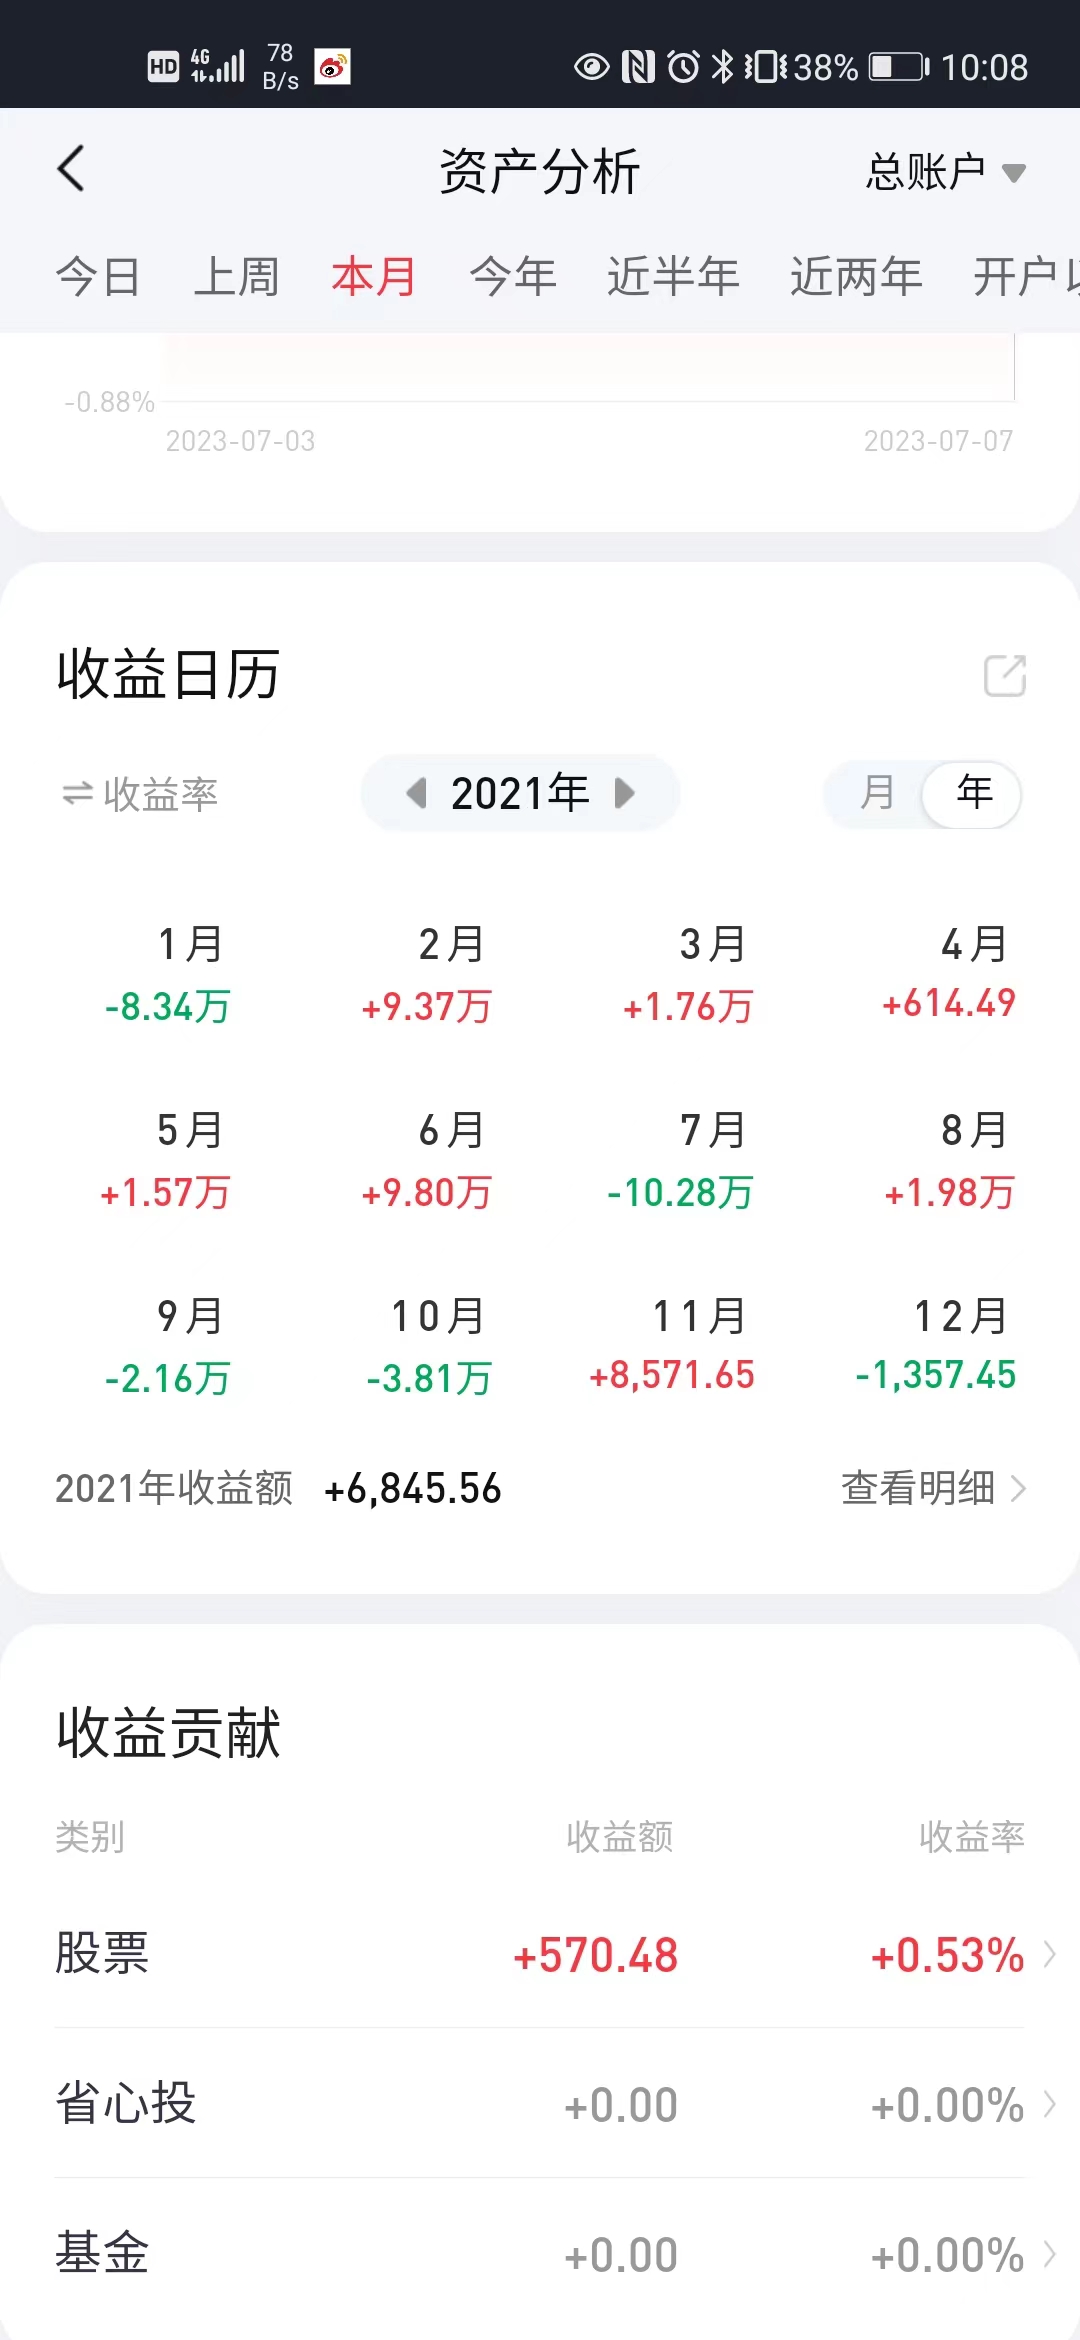 HD 4G 78 B/s 38% 10:08
资产分析 总账户
今日 上周 本月 今年 近半年 近两年 开户
-0.88%
2023-07-03 2023-07-07
收益日历
收益率 2021年 月 年
1月 2月 3月 4月
-8.34万 +9.37万 +1.76万 +614.49
5月 6月 7月 8月
+1.57万 +9.80万 -10.28万 +1.98万
9月 10月 11月 12月
-2.16万 -3.81万 +8,571.65 -1,357.45
2021年收益额 +6,845.56 查看明细
收益贡献
类别 收益额 收益率
股票 +570.48 +0.53%
省心投 +0.00 +0.00%
基金 +0.00 +0.00%